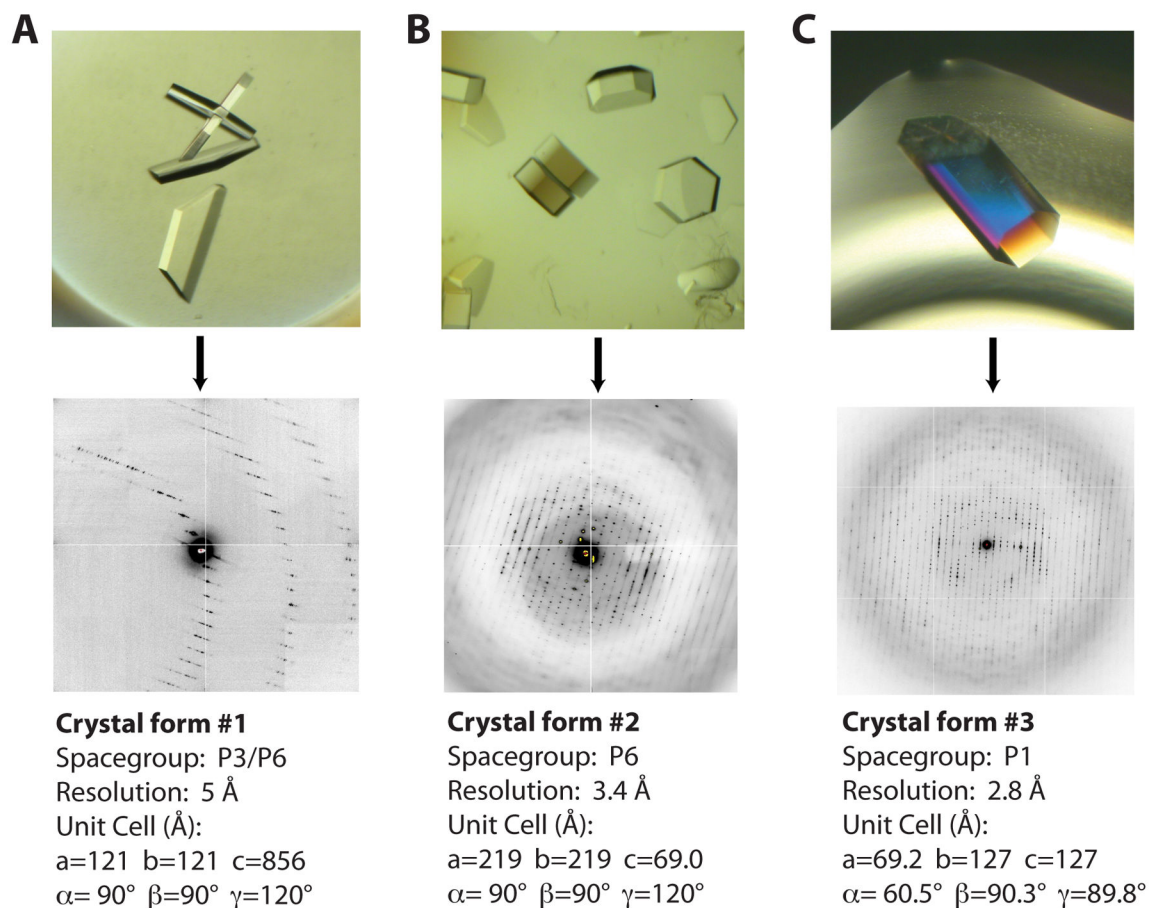 A
B
C
Crystal form #1
Spacegroup: P3/P6
Resolution: 5 Å
Unit Cell (Å):
a=121 b=121 c=856
α= 90° β=90° γ=120°
Crystal form #2
Spacegroup: P6
Resolution: 3.4 Å
Unit Cell (Å):
a=219 b=219 c=69.0
α= 90° β=90° γ=120°
Crystal form #3
Spacegroup: P1
Resolution: 2.8 Å
Unit Cell (Å):
a=69.2 b=127 c=127
α= 60.5° β=90.3° γ=89.8°